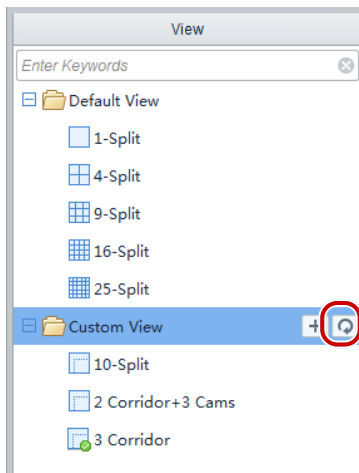 View
Enter Keywords
Default View
1-Split
4-Split
9-Split
16-Split
25-Split
Custom View
10-Split
2 Corridor+3 Cams
3 Corridor